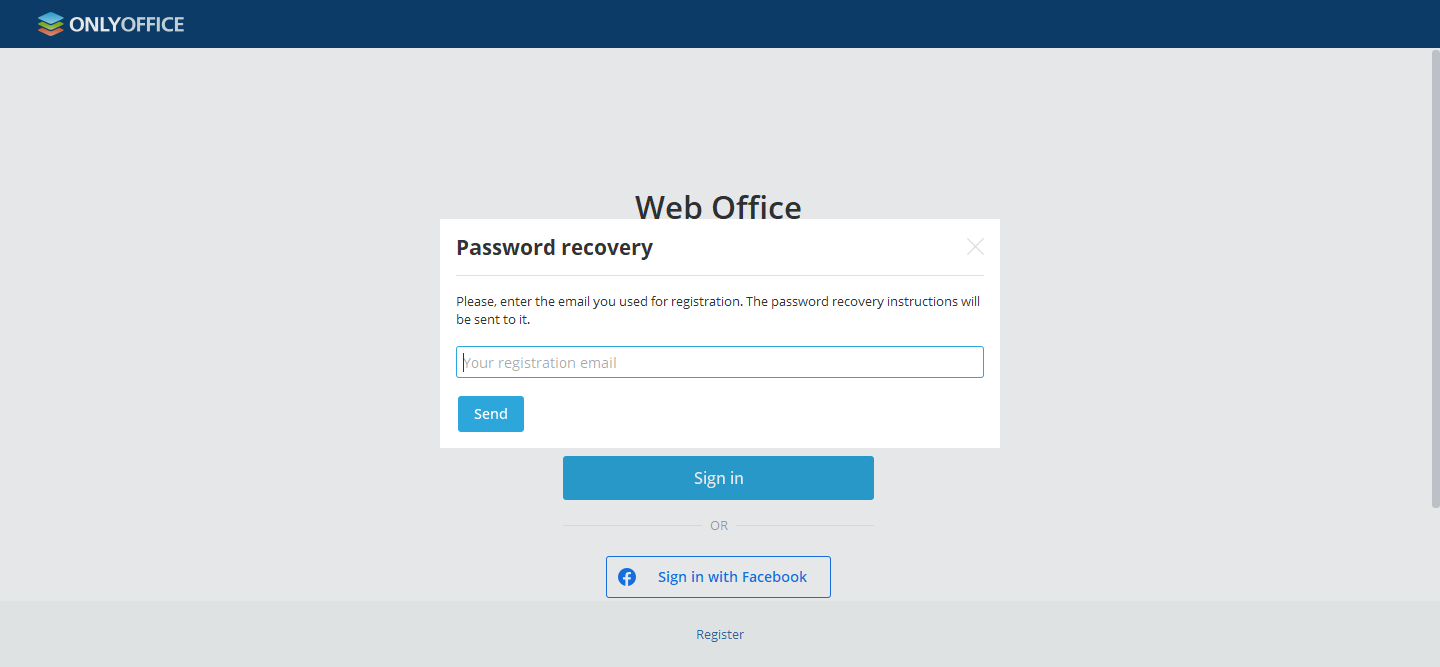 ONLYOFFICE
Web Office
Password recovery
Please, enter the email you used for registration. The password recovery instructions will
be sent to it.
Your registration email
Send
Sign in
OR
Sign in with Facebook
Register